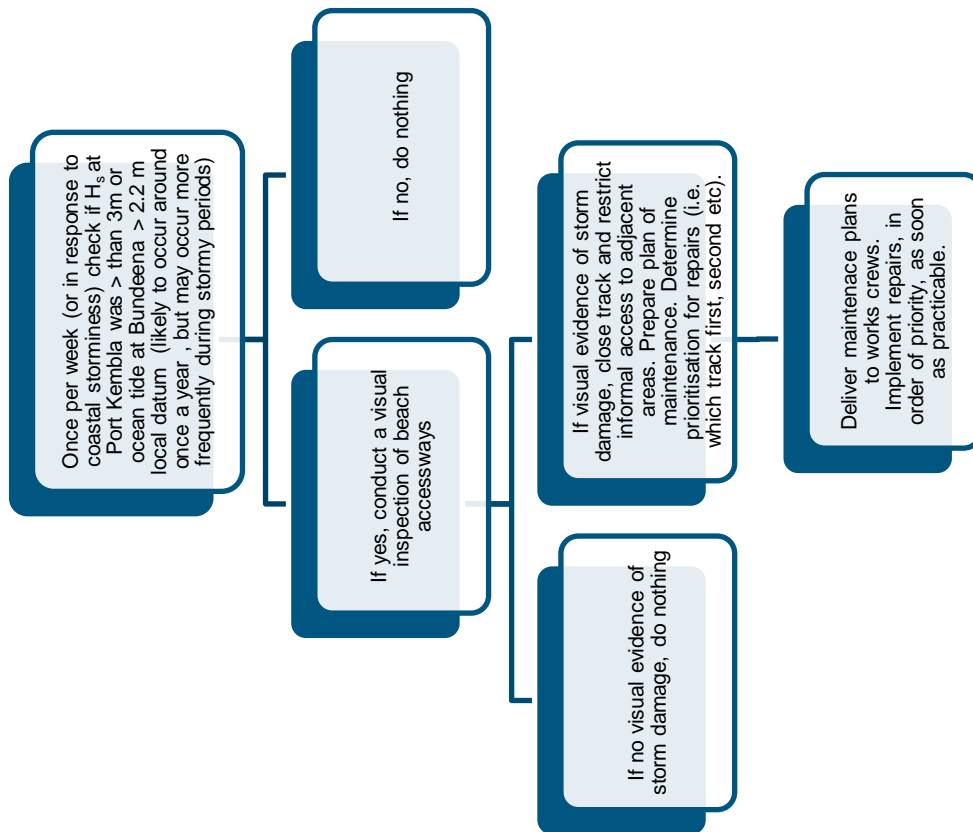 Once per week (or in response to
coastal storminess) check if Hs at
Port Kembla was > than 3m or
ocean tide at Bundeena > 2.2 m
local datum (likely to occur around
once a year , but may occur more
frequently during stormy periods)
If yes, conduct a visual
inspection of beach
accessways
If no, do nothing
If no visual evidence of
storm damage, do nothing
If visual evidence of storm
damage, close track and restrict
informal access to adjacent
areas. Prepare plan of
maintenance. Determine
prioritisation for repairs (i.e.
which track first, second etc).
Deliver maintenace plans
to works crews.
Implement repairs, in
order of priority, as soon
as practicable.